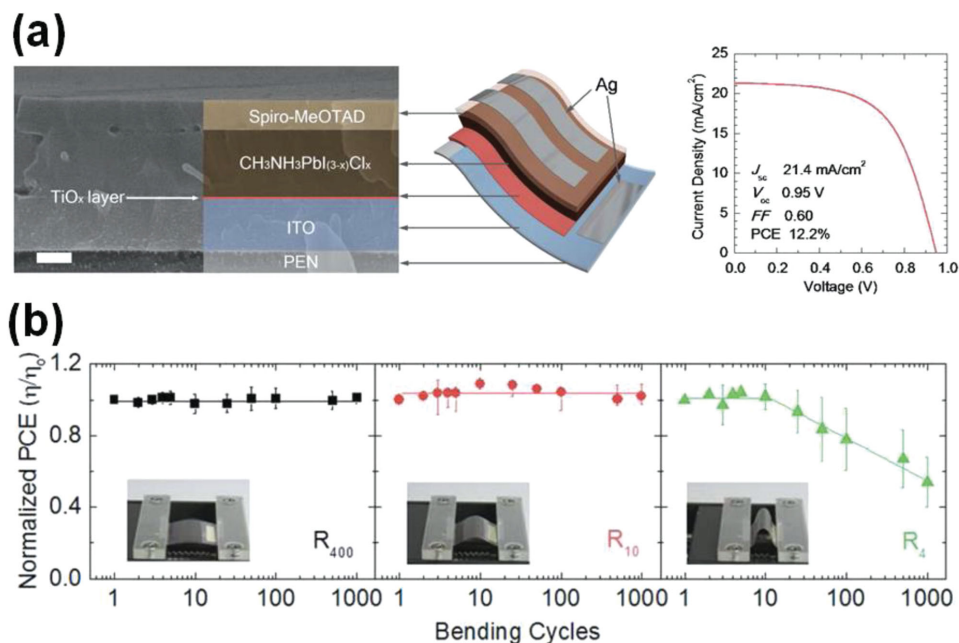 (a)
Spiro-MeOTAD
CH₃NH₃PbI₍₃₋ₓ₎Clₓ
TiOₓ layer
ITO
PEN
Ag
Current Density (mA/cm²)
25
20
15
10
5
0
J_sc 21.4 mA/cm²
V_oc 0.95 V
FF 0.60
PCE 12.2%
0.0 0.2 0.4 0.6 0.8 1.0
Voltage (V)
(b)
Normalized PCE (η/η₀)
1.2
0.8
0.4
0.0
R₄₀₀
R₁₀
R₄
1 10 100 1000 1 10 100 1000 1 10 100 1000
Bending Cycles